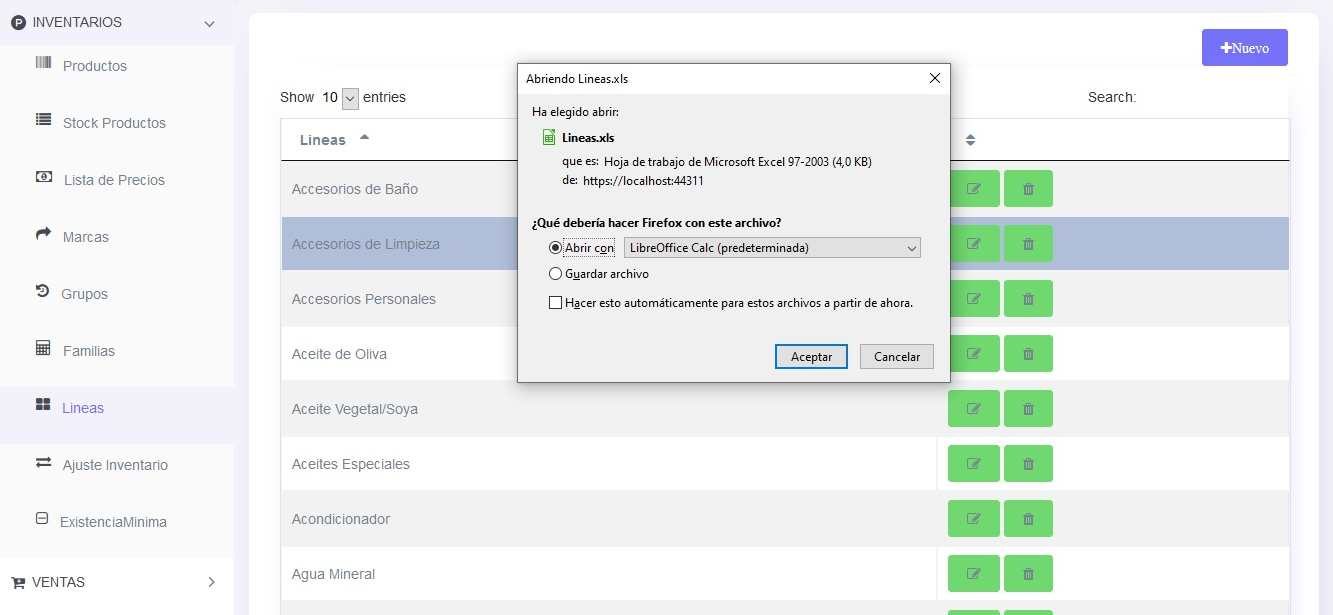 INVENTARIOS
Productos
Stock Productos
Lista de Precios
Marcas
Grupos
Familias
Lineas
Ajuste Inventario
ExistenciaMinima
VENTAS
Nuevo
Show 10 entries
Search:
Lineas
Accesorios de Baño
Accesorios de Limpieza
Accesorios Personales
Aceite de Oliva
Aceite Vegetal/Soya
Aceites Especiales
Acondicionador
Agua Mineral
Abriendo Lineas.xls
Ha elegido abrir:
Lineas.xls
que es: Hoja de trabajo de Microsoft Excel 97-2003 (4,0 KB)
de: https://localhost:44311
¿Qué debería hacer Firefox con este archivo?
Abrir con LibreOffice Calc (predeterminada)
Guardar archivo
Hacer esto automáticamente para estos archivos a partir de ahora.
Aceptar Cancelar